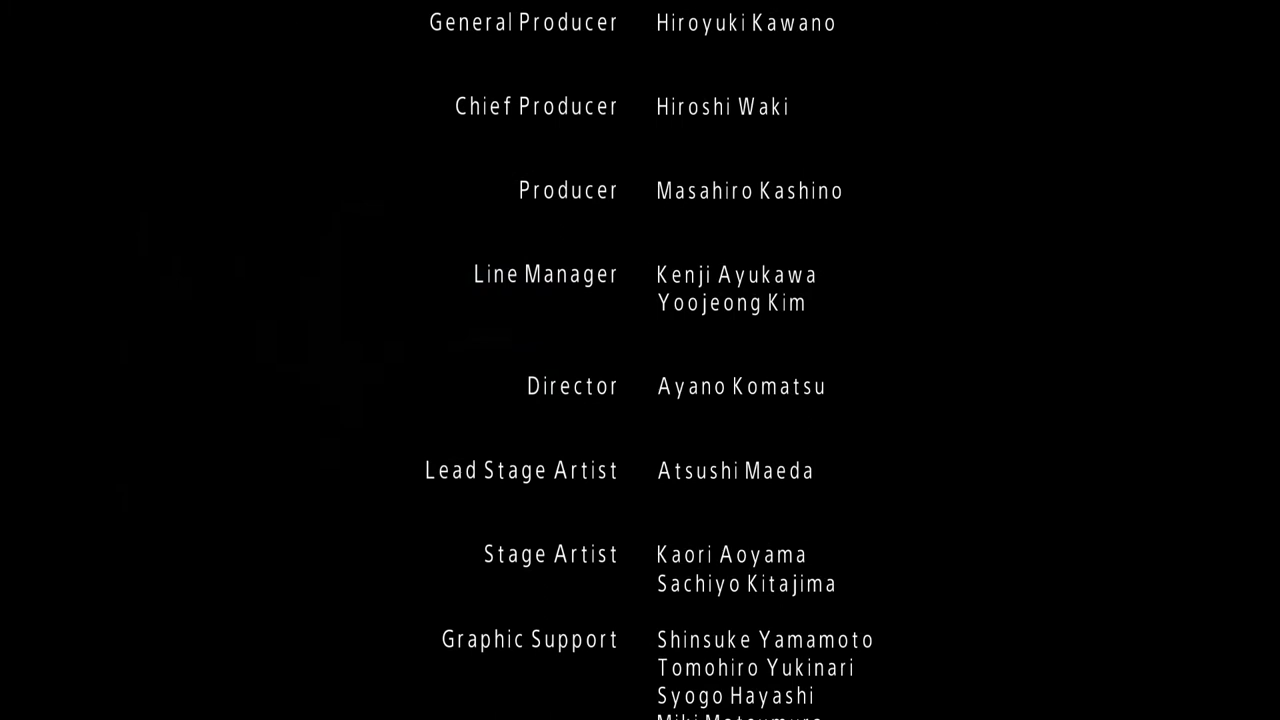 General Producer Hiroyuki Kawano
Chief Producer Hiroshi Waki
Producer Masahiro Kashino
Line Manager Kenji Ayukawa
Yoojeong Kim
Director Ayano Komatsu
Lead Stage Artist Atsushi Maeda
Stage Artist Kaori Aoyama
Sachiyo Kitajima
Graphic Support Shinsuke Yamamoto
Tomohiro Yukinari
Syogo Hayashi